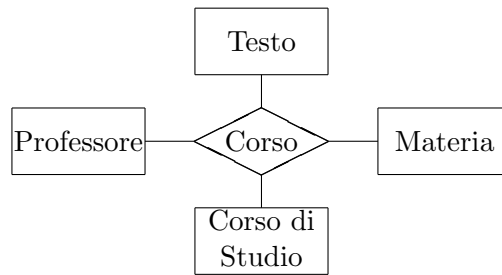 Testo
Professore
Corso
Materia
Corso di
Studio